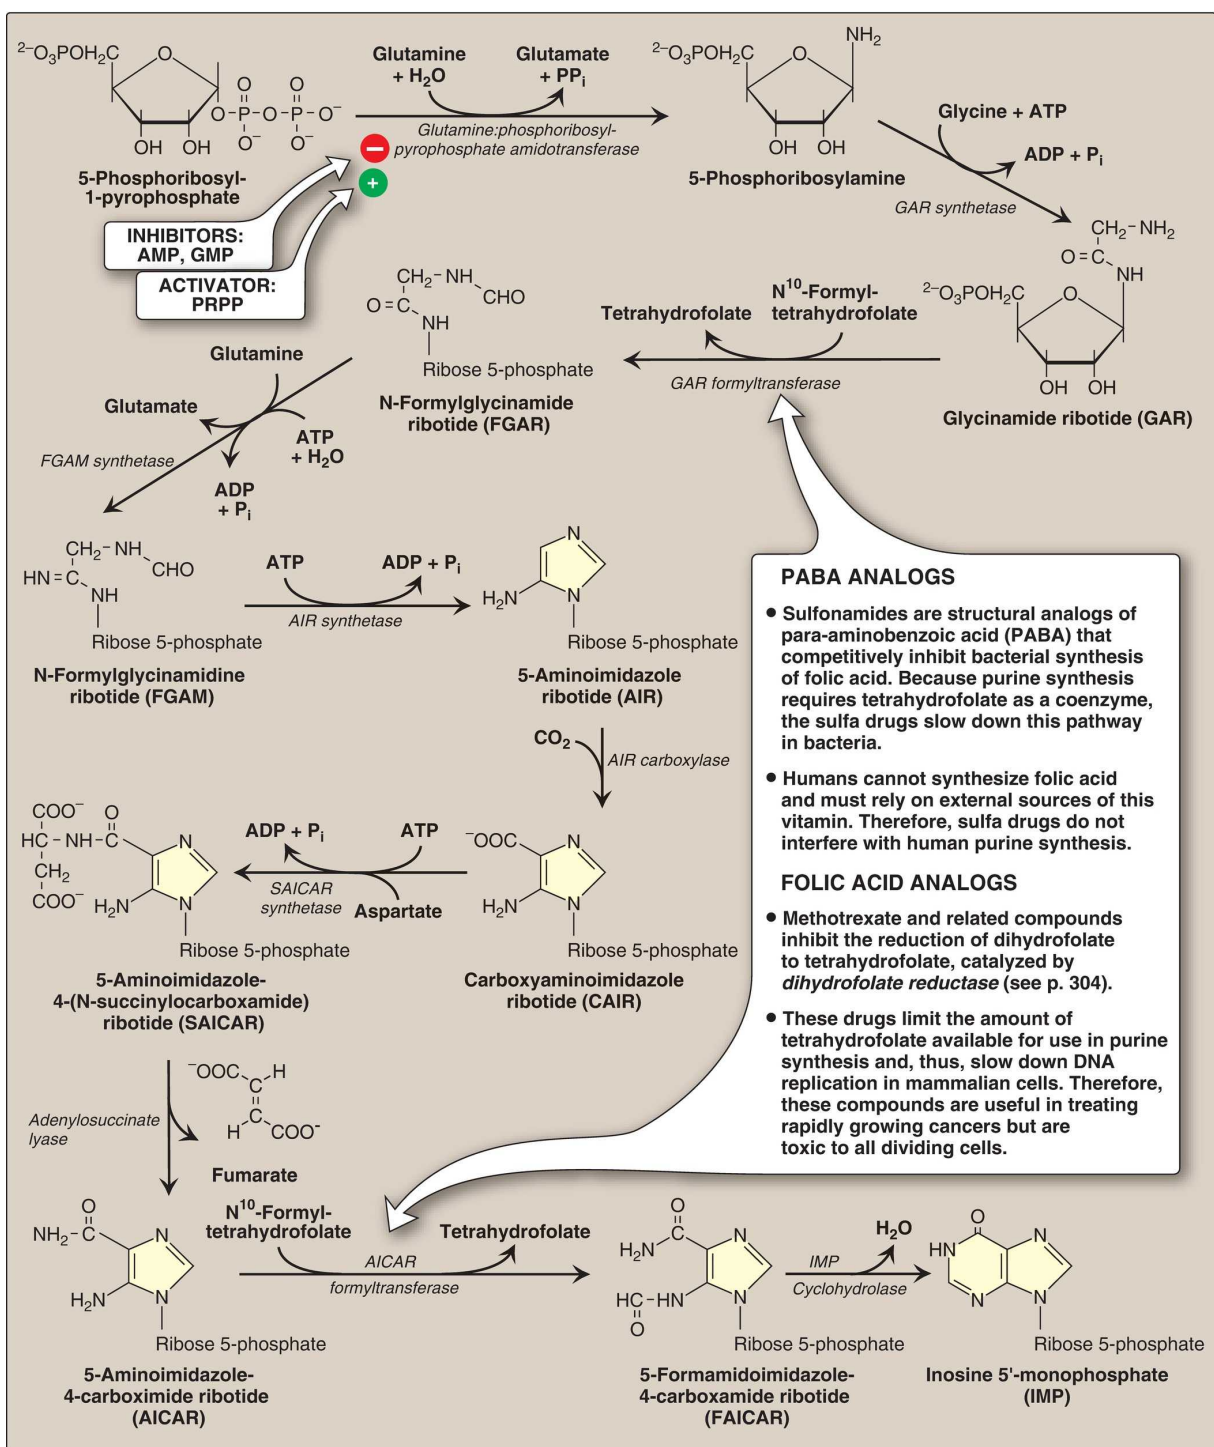 ²⁻O₃POH₂C
O
O
O
O–P–O–P–O⁻
O⁻
O⁻
OH OH
5-Phosphoribosyl-
1-pyrophosphate
Glutamine
+ H₂O
Glutamate
+ PPᵢ
Glutamine:phosphoribosyl-
pyrophosphate amidotransferase
−
+
INHIBITORS:
AMP, GMP
ACTIVATOR:
PRPP
²⁻O₃POH₂C
O
NH₂
OH OH
5-Phosphoribosylamine
Glycine + ATP
ADP + Pᵢ
GAR synthetase
CH₂–NH₂
O=C
NH
²⁻O₃POH₂C
O
OH OH
Glycinamide ribotide (GAR)
N¹⁰-Formyl-
tetrahydrofolate
Tetrahydrofolate
GAR formyltransferase
CH₂–NH
CHO
O=C
NH
Ribose 5-phosphate
N-Formylglycinamide
ribotide (FGAR)
Glutamine
Glutamate
ATP
+ H₂O
FGAM synthetase
ADP
+ Pᵢ
CH₂–NH
CHO
HN=C
NH
Ribose 5-phosphate
N-Formylglycinamidine
ribotide (FGAM)
ATP
ADP + Pᵢ
AIR synthetase
N
H₂N
N
Ribose 5-phosphate
5-Aminoimidazole
ribotide (AIR)
CO₂
AIR carboxylase
⁻OOC
N
H₂N
N
Ribose 5-phosphate
Carboxyaminoimidazole
ribotide (CAIR)
ATP
ADP + Pᵢ
SAICAR
synthetase
Aspartate
COO⁻
O
HC–NH–C
N
CH₂
COO⁻
H₂N
N
Ribose 5-phosphate
5-Aminoimidazole-
4-(N-succinylocarboxamide)
ribotide (SAICAR)
Adenylosuccinate
lyase
⁻OOC
H
C
C
H
COO⁻
Fumarate
O
NH₂–C
N
H₂N
N
Ribose 5-phosphate
5-Aminoimidazole-
4-carboximide ribotide
(AICAR)
N¹⁰-Formyl-
tetrahydrofolate
Tetrahydrofolate
AICAR
formyltransferase
O
C
H₂N
N
HC–HN
N
O
Ribose 5-phosphate
5-Formamidoimidazole-
4-carboxamide ribotide
(FAICAR)
H₂O
IMP
Cyclohydrolase
O
HN
N
N
N
Ribose 5-phosphate
Inosine 5'-monophosphate
(IMP)
PABA ANALOGS
● Sulfonamides are structural analogs of
para-aminobenzoic acid (PABA) that
competitively inhibit bacterial synthesis
of folic acid. Because purine synthesis
requires tetrahydrofolate as a coenzyme,
the sulfa drugs slow down this pathway
in bacteria.
● Humans cannot synthesize folic acid
and must rely on external sources of this
vitamin. Therefore, sulfa drugs do not
interfere with human purine synthesis.
FOLIC ACID ANALOGS
● Methotrexate and related compounds
inhibit the reduction of dihydrofolate
to tetrahydrofolate, catalyzed by
dihydrofolate reductase (see p. 304).
● These drugs limit the amount of
tetrahydrofolate available for use in purine
synthesis and, thus, slow down DNA
replication in mammalian cells. Therefore,
these compounds are useful in treating
rapidly growing cancers but are
toxic to all dividing cells.